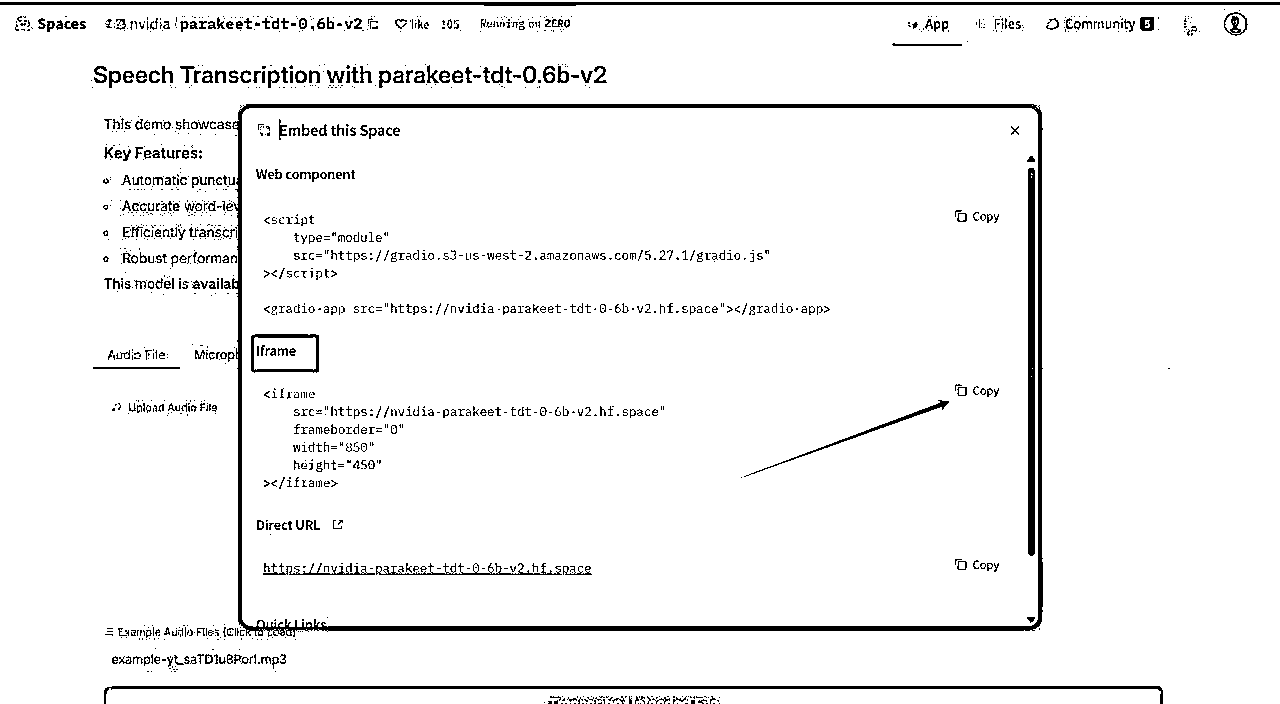 Spaces nvidia/parakeet-tdt-0.6b-v2 like 105 Running on ZERO App Files Community 5
Speech Transcription with parakeet-tdt-0.6b-v2
This demo showcase
Key Features:
Automatic punctua
Accurate word-lev
Efficiently transcri
Robust performan
This model is availab
Audio File Microph
Upload Audio File
Embed this Space
Web component
Copy
<script
type="module"
src="https://gradio.s3-us-west-2.amazonaws.com/5.27.1/gradio.js"
></script>
<gradio-app src="https://nvidia-parakeet-tdt-0-6b-v2.hf.space"></gradio-app>
Iframe
Copy
<iframe
src="https://nvidia-parakeet-tdt-0-6b-v2.hf.space"
frameborder="0"
width="850"
height="450"
></iframe>
Direct URL
https://nvidia-parakeet-tdt-0-6b-v2.hf.space
Copy
Quick Links
Example Audio Files (Click to Load)